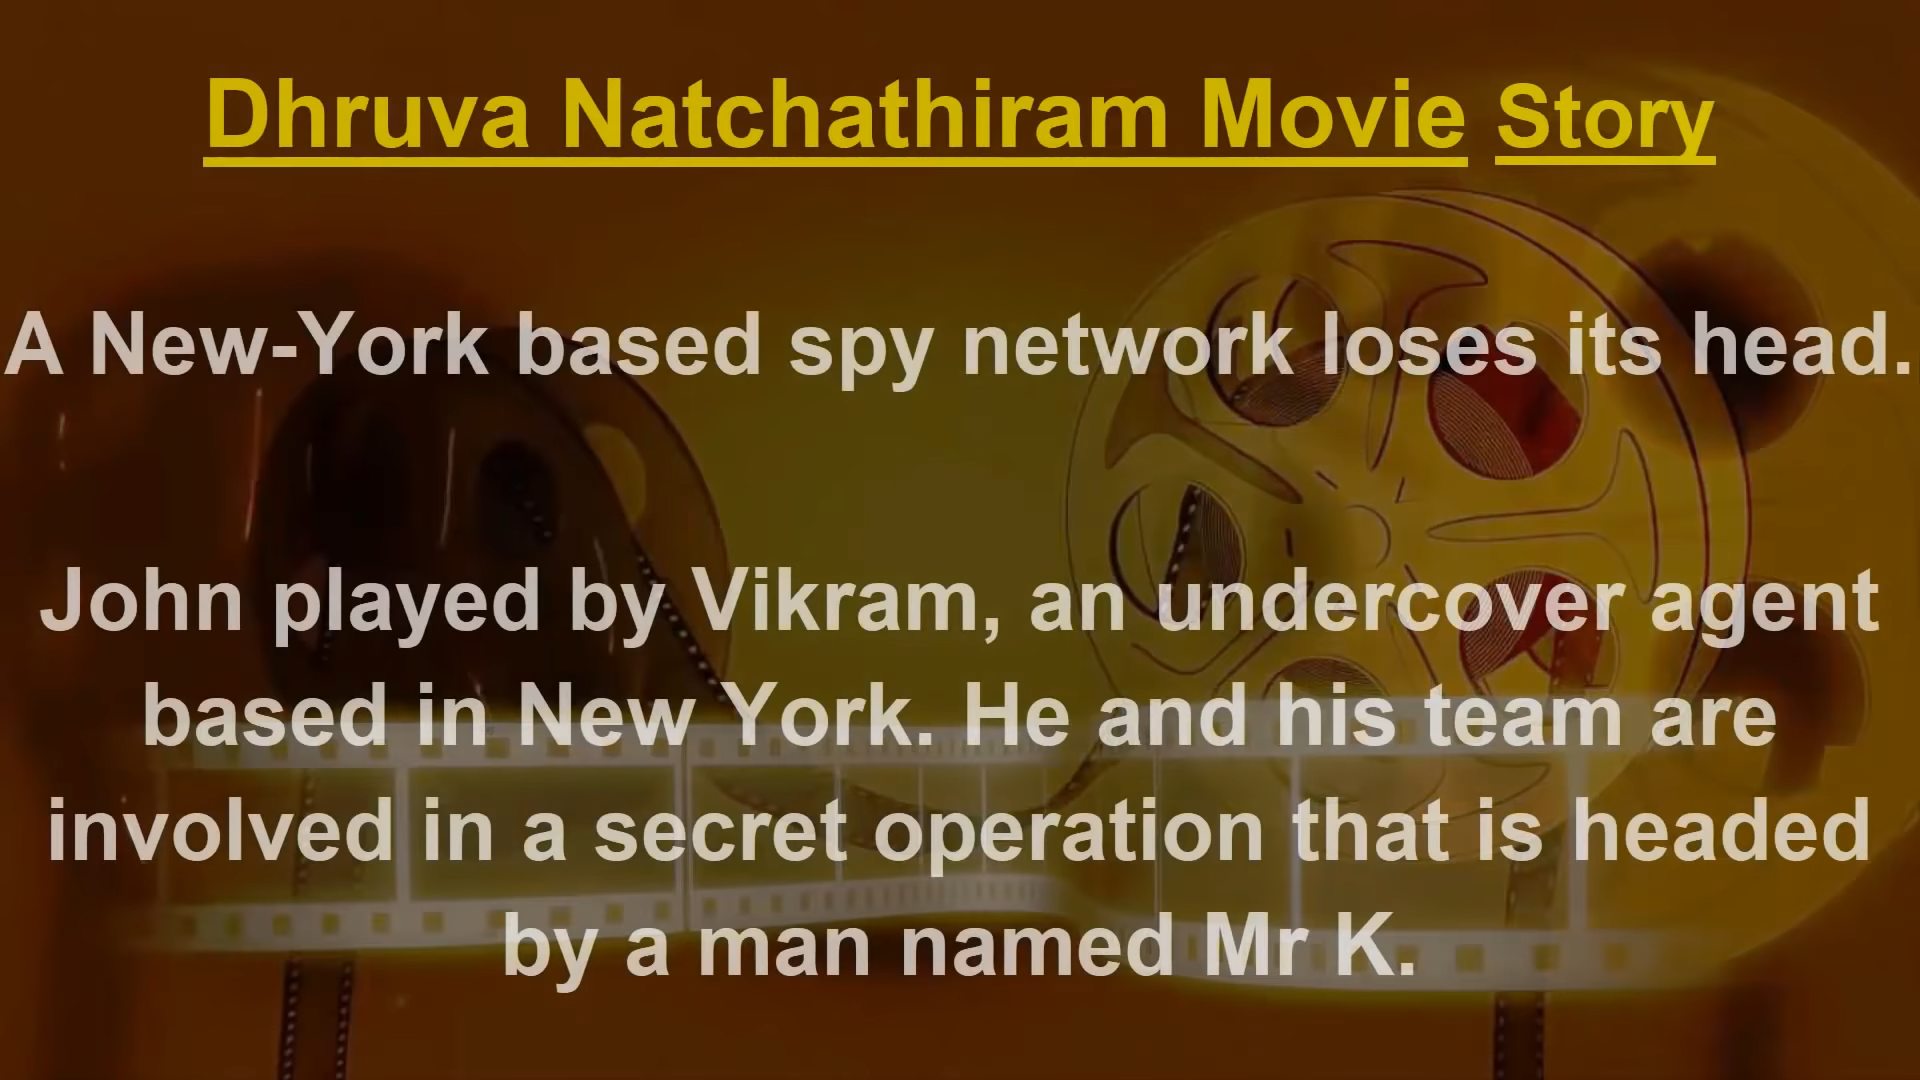 Dhruva Natchathiram Movie Story
A New-York based spy network loses its head.
John played by Vikram, an undercover agent
based in New York. He and his team are
involved in a secret operation that is headed
by a man named Mr K.